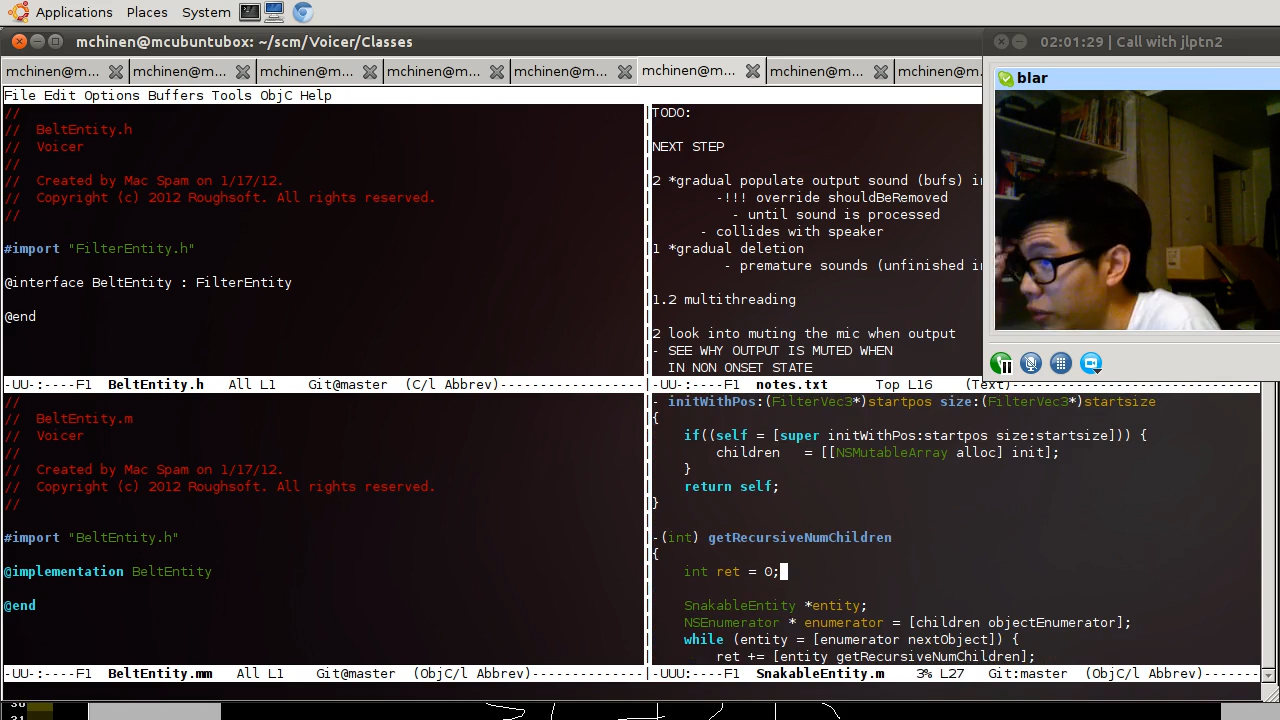 Applications Places System
mchinen@mcubuntubox: ~/scm/Voicer/Classes
02:01:29 | Call with jlptn2
mchinen@m... mchinen@m... mchinen@m... mchinen@m... mchinen@m... mchinen@m... mchinen@m... mchinen@m.
blar
File Edit Options Buffers Tools ObjC Help
//
//  BeltEntity.h
//  Voicer
//
//  Created by Mac Spam on 1/17/12.
//  Copyright (c) 2012 Roughsoft. All rights reserved.
//
#import "FilterEntity.h"
@interface BeltEntity : FilterEntity
@end
-UU-:----F1  BeltEntity.h   All L1    Git@master  (C/l Abbrev)------------------
TODO:
NEXT STEP
2 *gradual populate output sound (bufs) in
-!!! override shouldBeRemoved
- until sound is processed
- collides with speaker
1 *gradual deletion
- premature sounds (unfinished in
1.2 multithreading
2 look into muting the mic when output
- SEE WHY OUTPUT IS MUTED WHEN
IN NON ONSET STATE
-UU-:----F1  notes.txt      Top L16    (Text)-----------------------------------
//
//  BeltEntity.m
//  Voicer
//
//  Created by Mac Spam on 1/17/12.
//  Copyright (c) 2012 Roughsoft. All rights reserved.
//
#import "BeltEntity.h"
@implementation BeltEntity
@end
-UU-:----F1  BeltEntity.mm   All L1    Git@master  (ObjC/l Abbrev)---------------
- initWithPos:(FilterVec3*)startpos size:(FilterVec3*)startsize
{
if((self = [super initWithPos:startpos size:startsize])) {
children   = [[NSMutableArray alloc] init];
}
return self;
}
-(int) getRecursiveNumChildren
{
int ret = 0;
SnakableEntity *entity;
NSEnumerator * enumerator = [children objectEnumerator];
while (entity = [enumerator nextObject]) {
ret += [entity getRecursiveNumChildren];
-UUU:----F1  SnakableEntity.m    3% L27    Git:master  (ObjC/l Abbrev)-------